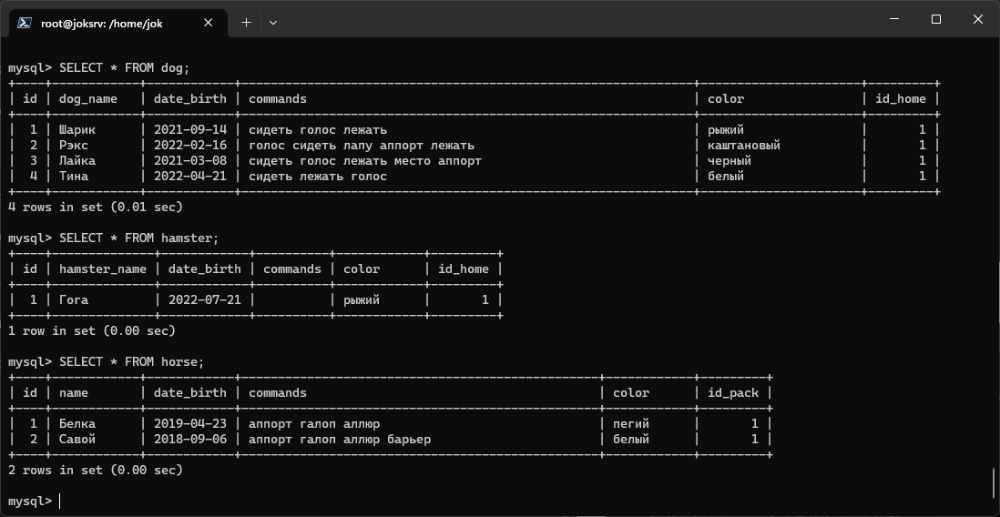 root@joksrv: /home/jok
mysql> SELECT * FROM dog;
+----+------------+------------+--------------------------------------------------------------+----------------------+---------+
| id | dog_name   | date_birth | commands                                                     | color                | id_home |
+----+------------+------------+--------------------------------------------------------------+----------------------+---------+
|  1 | Шарик      | 2021-09-14 | сидеть голос лежать                                          | рыжий                |       1 |
|  2 | Рэкс       | 2022-02-16 | голос сидеть лапу аппорт лежать                              | каштановый           |       1 |
|  3 | Лайка      | 2021-03-08 | сидеть голос лежать место аппорт                             | черный               |       1 |
|  4 | Тина       | 2022-04-21 | сидеть лежать голос                                          | белый                |       1 |
+----+------------+------------+--------------------------------------------------------------+----------------------+---------+
4 rows in set (0.01 sec)
mysql> SELECT * FROM hamster;
+----+--------------+------------+----------+------------+---------+
| id | hamster_name | date_birth | commands | color      | id_home |
+----+--------------+------------+----------+------------+---------+
|  1 | Гога         | 2022-07-21 |          | рыжий      |       1 |
+----+--------------+------------+----------+------------+---------+
1 row in set (0.00 sec)
mysql> SELECT * FROM horse;
+----+------------+------------+-------------------------------------------------+------------+---------+
| id | name       | date_birth | commands                                        | color      | id_pack |
+----+------------+------------+-------------------------------------------------+------------+---------+
|  1 | Белка      | 2019-04-23 | аппорт галоп аллюр                              | пегий      |       1 |
|  2 | Савой      | 2018-09-06 | аппорт галоп аллюр барьер                       | белый      |       1 |
+----+------------+------------+-------------------------------------------------+------------+---------+
2 rows in set (0.00 sec)
mysql>